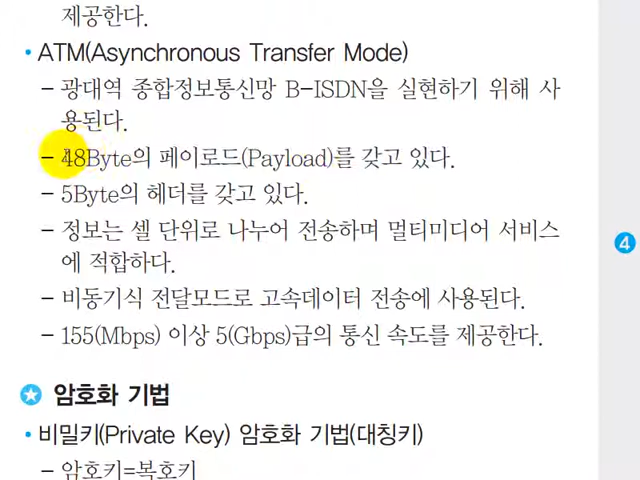 제공한다.
• ATM(Asynchronous Transfer Mode)
– 광대역 종합정보통신망 B-ISDN을 실현하기 위해 사
용된다.
– 48Byte의 페이로드(Payload)를 갖고 있다.
– 5Byte의 헤더를 갖고 있다.
– 정보는 셀 단위로 나누어 전송하며 멀티미디어 서비스
에 적합하다.
– 비동기식 전달모드로 고속데이터 전송에 사용된다.
– 155(Mbps) 이상 5(Gbps)급의 통신 속도를 제공한다.
4
암호화 기법
• 비밀키(Private Key) 암호화 기법(대칭키)
– 암호키=복호키